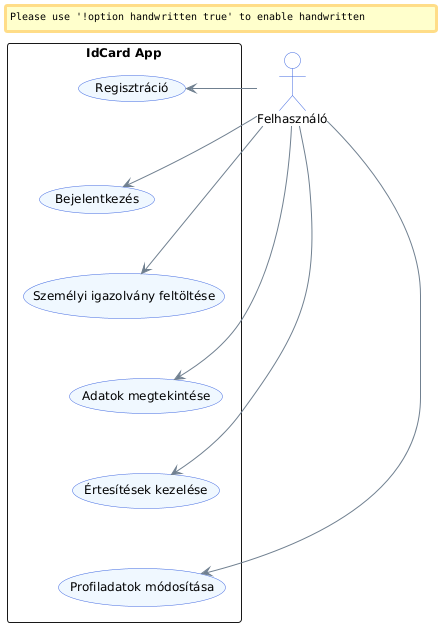 Please use '!option handwritten true' to enable handwritten
IdCard App
Regisztráció
Felhasználó
Bejelentkezés
Személyi igazolvány feltöltése
Adatok megtekintése
Értesítések kezelése
Profiladatok módosítása